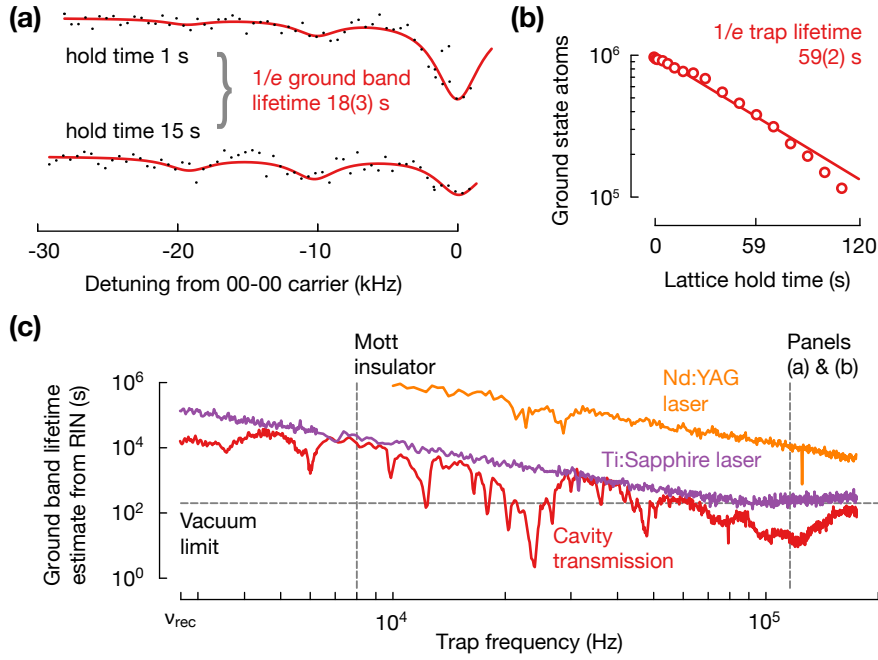 (a)
hold time 1 s
1/e ground band
lifetime 18(3) s
hold time 15 s
-30
-20
-10
0
Detuning from 00-00 carrier (kHz)
(b)
1/e trap lifetime
59(2) s
Ground state atoms
10⁶
10⁵
0
59
120
Lattice hold time (s)
(c)
Mott
insulator
Panels
(a) & (b)
Nd:YAG
laser
Ti:Sapphire laser
Cavity
transmission
Vacuum
limit
Ground band lifetime
estimate from RIN (s)
10⁶
10⁴
10²
10⁰
νrec
10⁴
10⁵
Trap frequency (Hz)